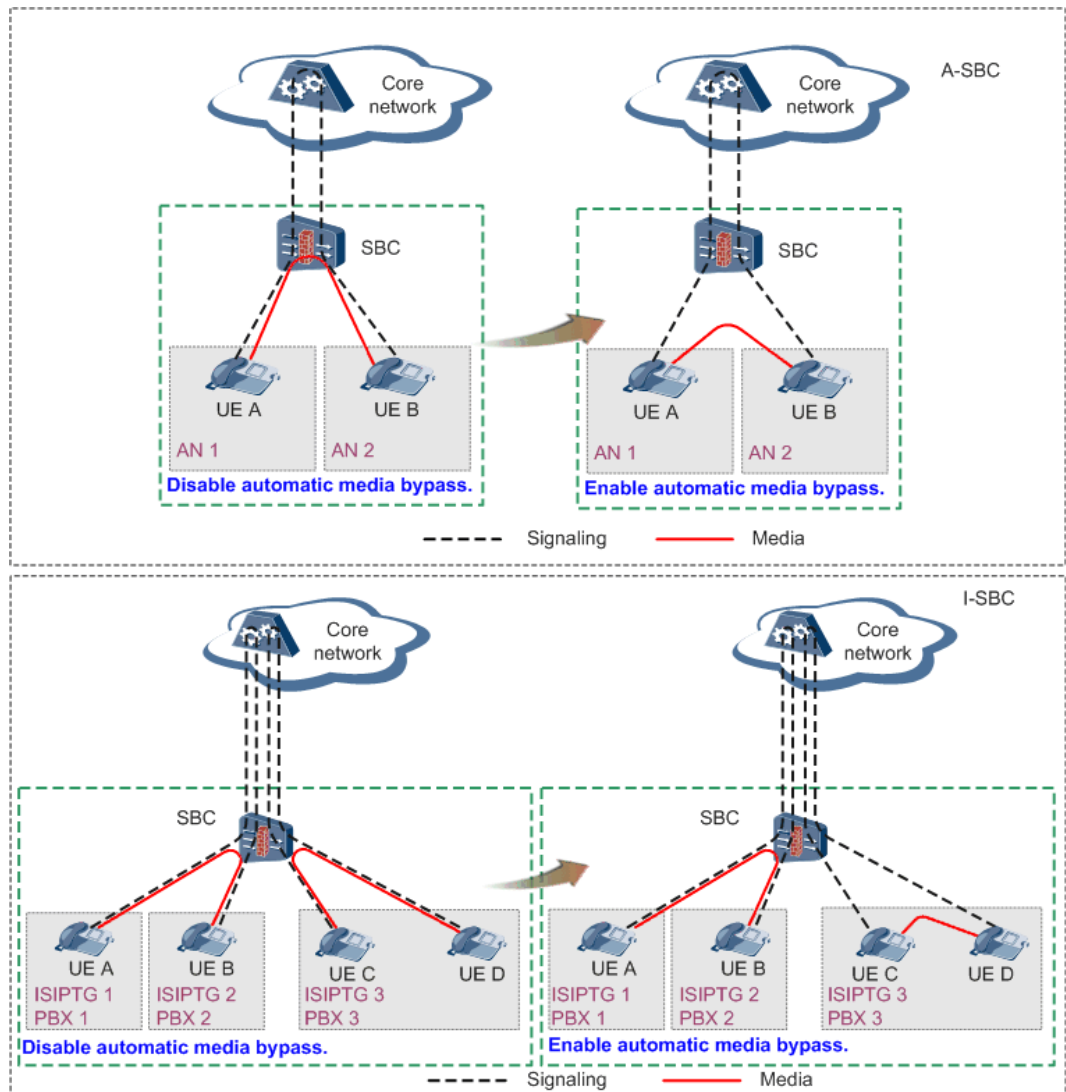 A-SBC
Core
network
SBC
UE A
UE B
AN 1
AN 2
Disable automatic media bypass.
Core
network
SBC
UE A
UE B
AN 1
AN 2
Enable automatic media bypass.
Signaling
Media
I-SBC
Core
network
SBC
UE A
UE B
UE C
UE D
ISIPTG 1
PBX 1
ISIPTG 2
PBX 2
ISIPTG 3
PBX 3
Disable automatic media bypass.
Core
network
SBC
UE A
UE B
UE C
UE D
ISIPTG 1
PBX 1
ISIPTG 2
PBX 2
ISIPTG 3
PBX 3
Enable automatic media bypass.
Signaling
Media